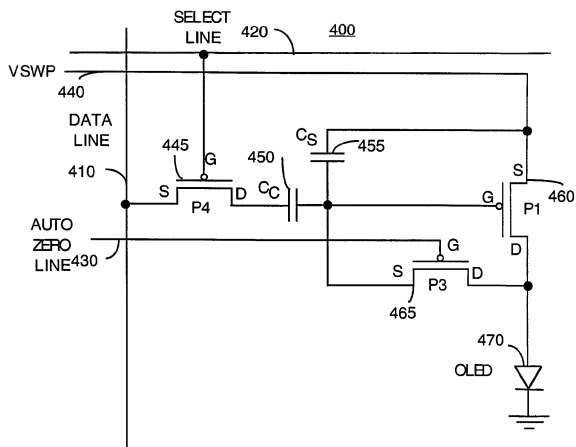 SELECT
LINE
420
400
VSWP
440
DATA
LINE
410
445
G
S
D
P4
450
CC
CS
455
S
460
G
P1
D
AUTO
ZERO
LINE 430
G
S
D
P3
465
470
OLED